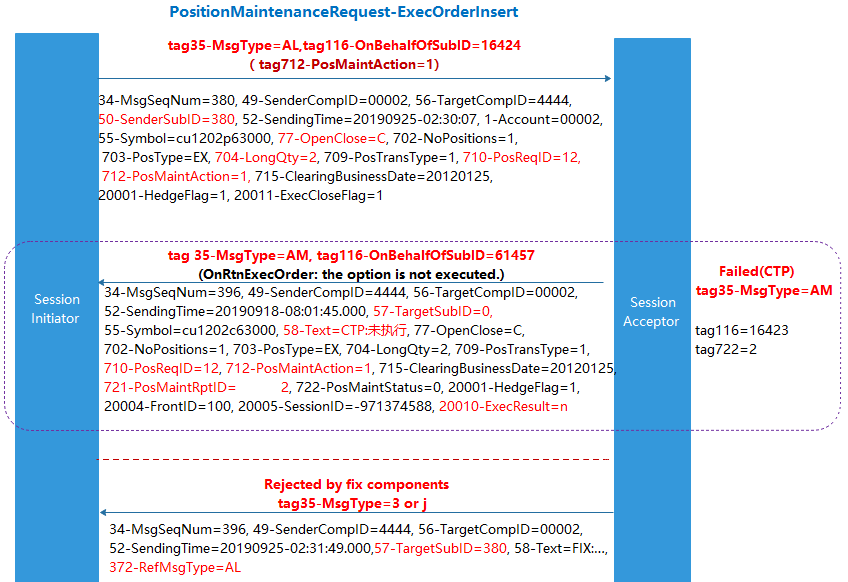 PositionMaintenanceRequest-ExecOrderInsert
tag35-MsgType=AL,tag116-OnBehalfOfSubID=16424
( tag712-PosMaintAction=1)
34-MsgSeqNum=380, 49-SenderCompID=00002, 56-TargetCompID=4444,
50-SenderSubID=380, 52-SendingTime=20190925-02:30:07, 1-Account=00002,
55-Symbol=cu1202p63000, 77-OpenClose=C, 702-NoPositions=1,
703-PosType=EX, 704-LongQty=2, 709-PosTransType=1, 710-PosReqID=12,
712-PosMaintAction=1, 715-ClearingBusinessDate=20120125,
20001-HedgeFlag=1, 20011-ExecCloseFlag=1
tag 35-MsgType=AM, tag116-OnBehalfOfSubID=61457
(OnRtnExecOrder: the option is not executed.)
34-MsgSeqNum=396, 49-SenderCompID=4444, 56-TargetCompID=00002,
52-SendingTime=20190918-08:01:45.000, 57-TargetSubID=0,
55-Symbol=cu1202c63000, 58-Text=CTP:未执行, 77-OpenClose=C,
702-NoPositions=1, 703-PosType=EX, 704-LongQty=2, 709-PosTransType=1,
710-PosReqID=12, 712-PosMaintAction=1, 715-ClearingBusinessDate=20120125,
721-PosMaintRptID= 2, 722-PosMaintStatus=0, 20001-HedgeFlag=1,
20004-FrontID=100, 20005-SessionID=-971374588, 20010-ExecResult=n
Session
Initiator
Session
Acceptor
Failed(CTP)
tag35-MsgType=AM
tag116=16423
tag722=2
Rejected by fix components
tag35-MsgType=3 or j
34-MsgSeqNum=396, 49-SenderCompID=4444, 56-TargetCompID=00002,
52-SendingTime=20190925-02:31:49.000,57-TargetSubID=380, 58-Text=FIX:...,
372-RefMsgType=AL